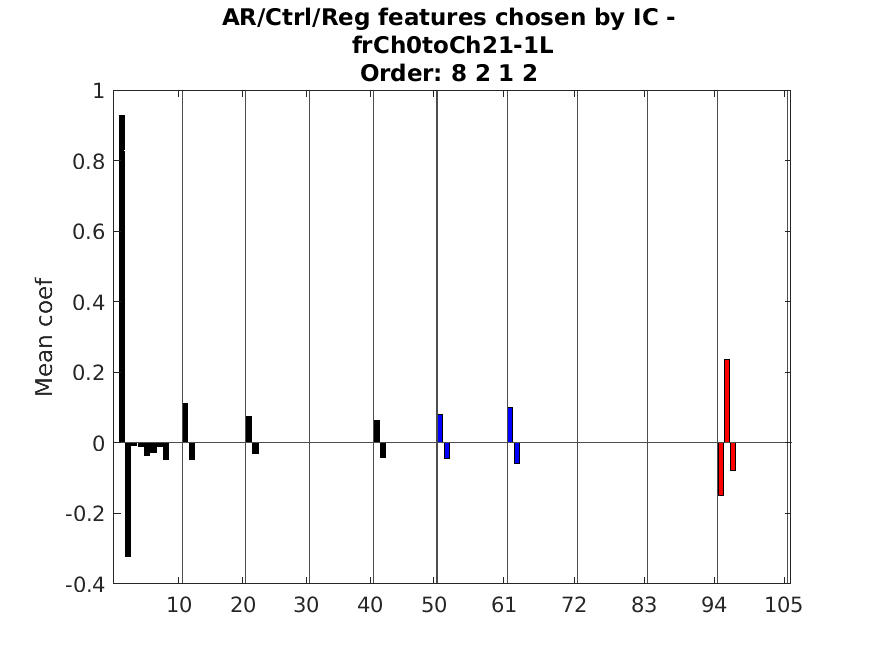 AR/Ctrl/Reg features chosen by IC -
frCh0toCh21-1L
Order: 8 2 1 2
1
0.8
0.6
0.4
0.2
0
-0.2
-0.4
Mean coef
10 20 30 40 50 61 72 83 94 105